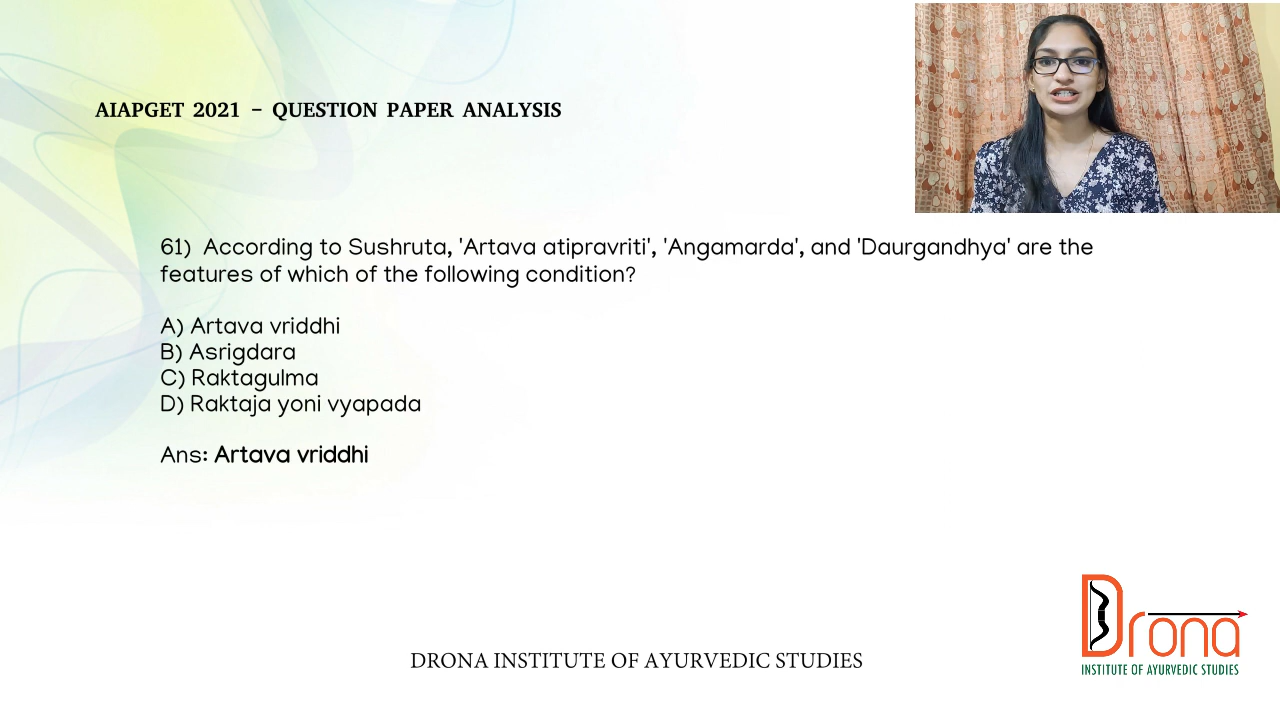 AIAPGET 2021 - QUESTION PAPER ANALYSIS
61) According to Sushruta, 'Artava atipravriti', 'Angamarda', and 'Daurgandhya' are the
features of which of the following condition?
A) Artava vriddhi
B) Asrigdara
C) Raktagulma
D) Raktaja yoni vyapada
Ans: Artava vriddhi
DRONA INSTITUTE OF AYURVEDIC STUDIES
Drona
INSTITUTE OF AYURVEDIC STUDIES